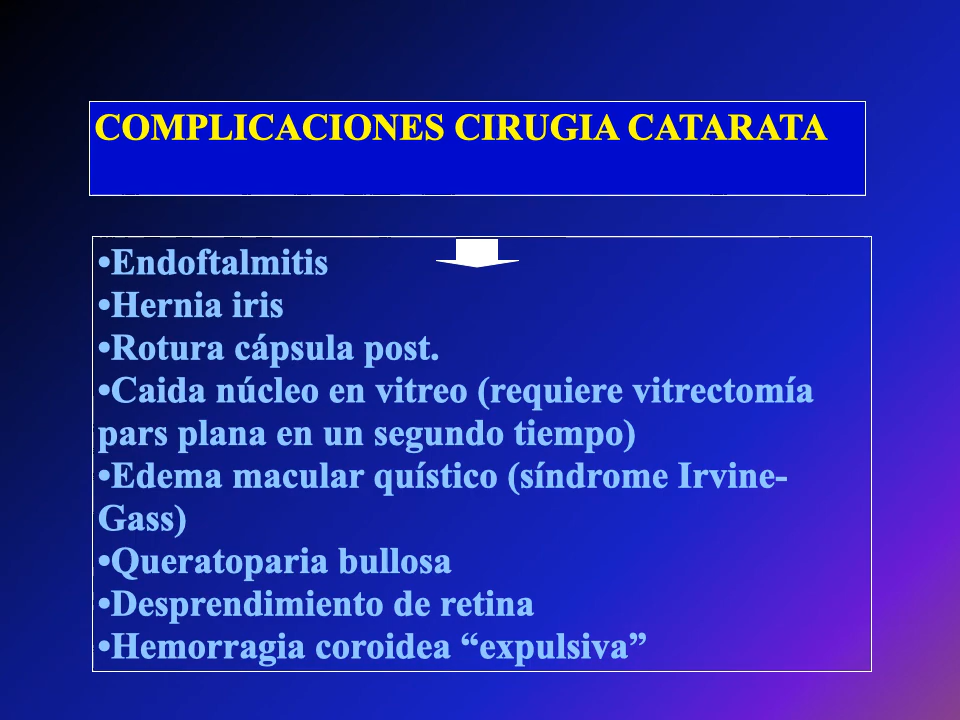 COMPLICACIONES CIRUGIA CATARATA
•Endoftalmitis
•Hernia iris
•Rotura cápsula post.
•Caida núcleo en vitreo (requiere vitrectomía
pars plana en un segundo tiempo)
•Edema macular quístico (síndrome Irvine-
Gass)
•Queratoparia bullosa
•Desprendimiento de retina
•Hemorragia coroidea “expulsiva”